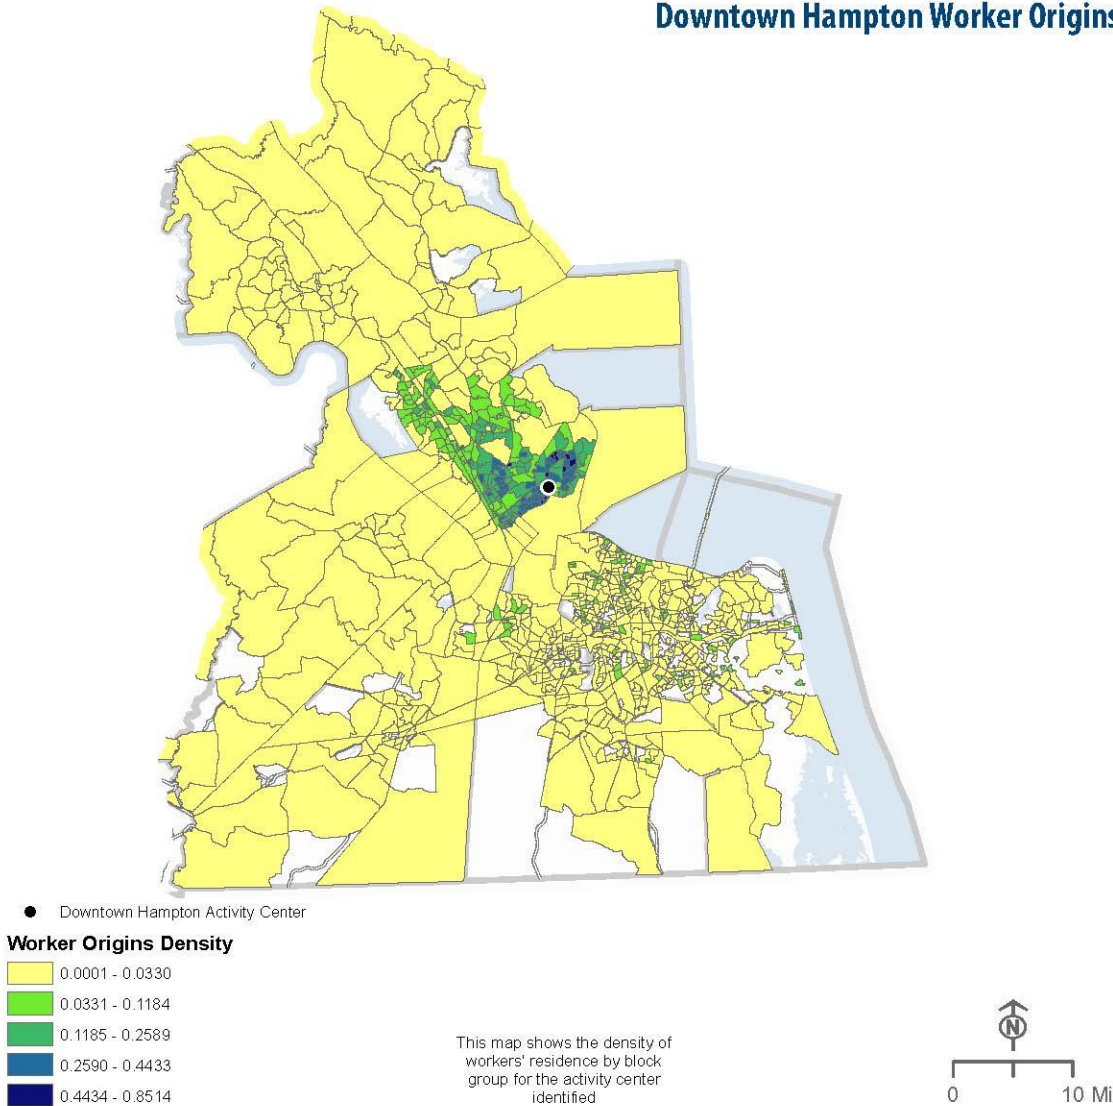 Downtown Hampton Worker Origins
Downtown Hampton Activity Center
Worker Origins Density
0.0001 - 0.0330
0.0331 - 0.1184
0.1185 - 0.2589
0.2590 - 0.4433
0.4434 - 0.8514
This map shows the density of
workers' residence by block
group for the activity center
identified
N
0 10 Mi